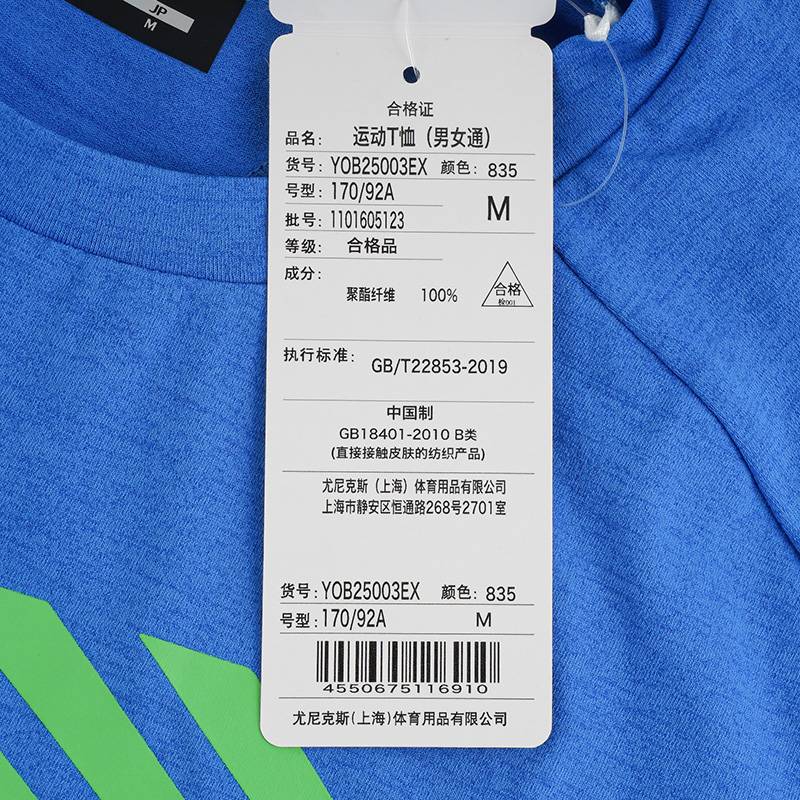 JP
M
合格证
品名: 运动T恤(男女通)
货号: YOB25003EX 颜色: 835
号型: 170/92A M
批号: 1101605123
等级: 合格品
成分:
聚酯纤维 100%
合格
检001
执行标准: GB/T22853-2019
中国制
GB18401-2010 B类
(直接接触皮肤的纺织产品)
尤尼克斯(上海)体育用品有限公司
上海市静安区恒通路268号2701室
货号: YOB25003EX 颜色: 835
号型: 170/92A M
4550675116910
尤尼克斯(上海)体育用品有限公司